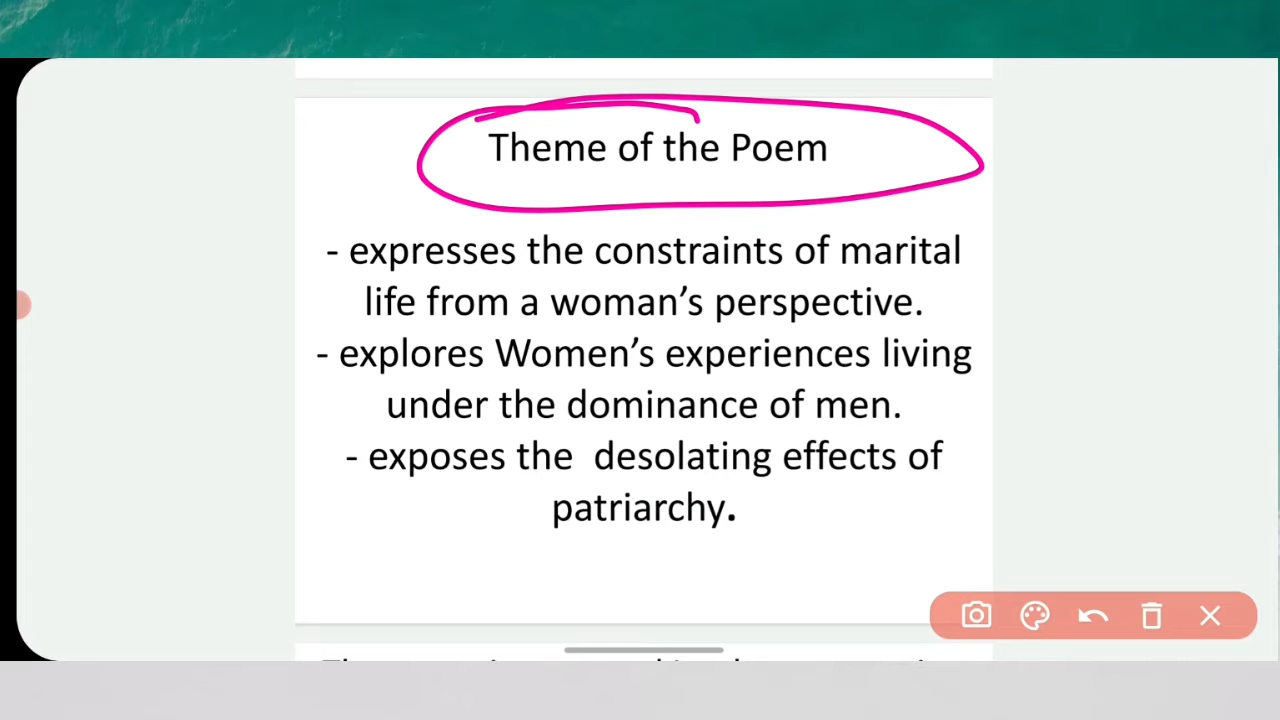 Theme of the Poem
- expresses the constraints of marital
life from a woman's perspective.
- explores Women's experiences living
under the dominance of men.
- exposes the  desolating effects of
patriarchy.